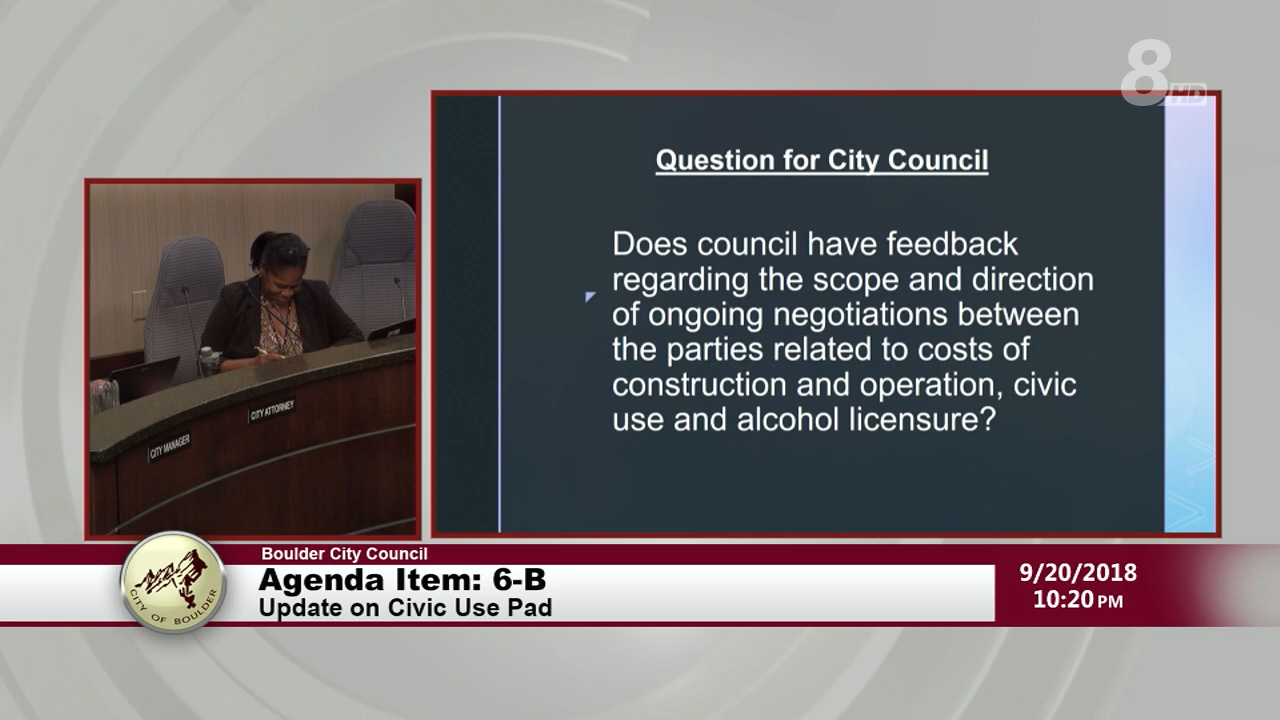 8HD
Question for City Council
Does council have feedback
regarding the scope and direction
of ongoing negotiations between
the parties related to costs of
construction and operation, civic
use and alcohol licensure?
CITY ATTORNEY
CITY MANAGER
Boulder City Council
Agenda Item: 6-B
Update on Civic Use Pad
CITY OF BOULDER
9/20/2018
10:20 PM